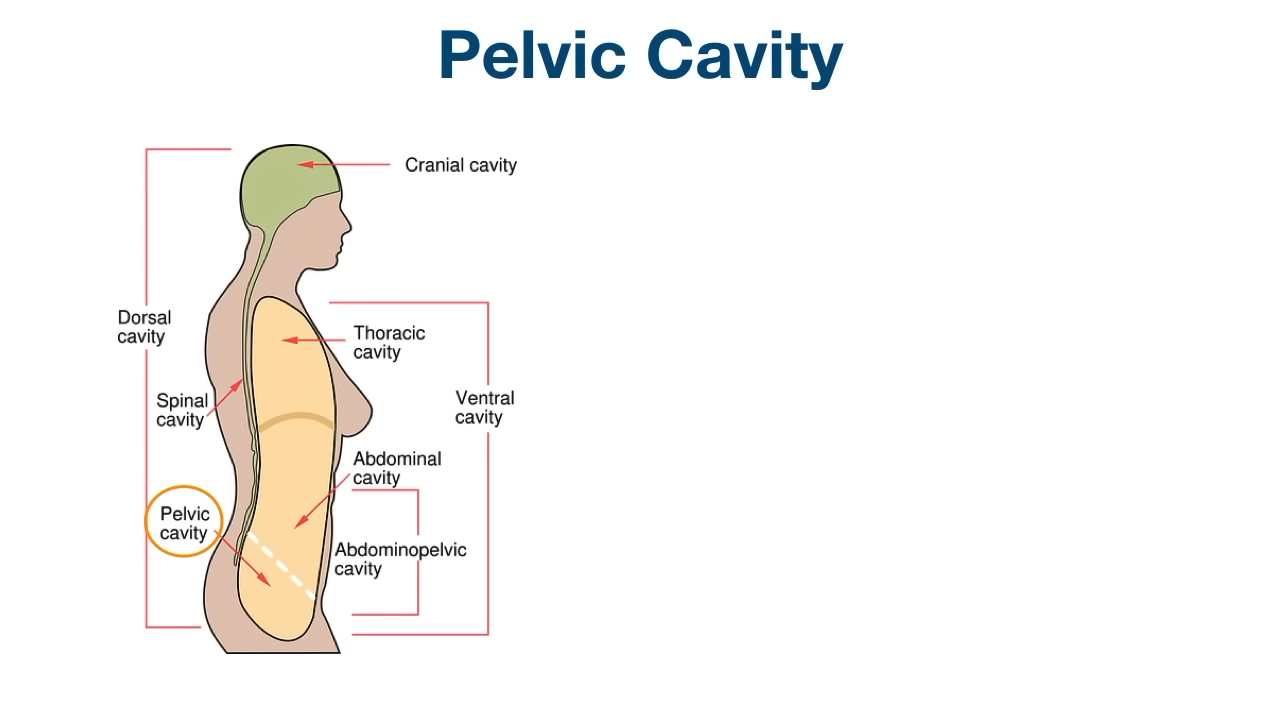 Pelvic Cavity
Cranial cavity
Dorsal
cavity
Thoracic
cavity
Spinal
cavity
Ventral
cavity
Abdominal
cavity
Pelvic
cavity
Abdominopelvic
cavity